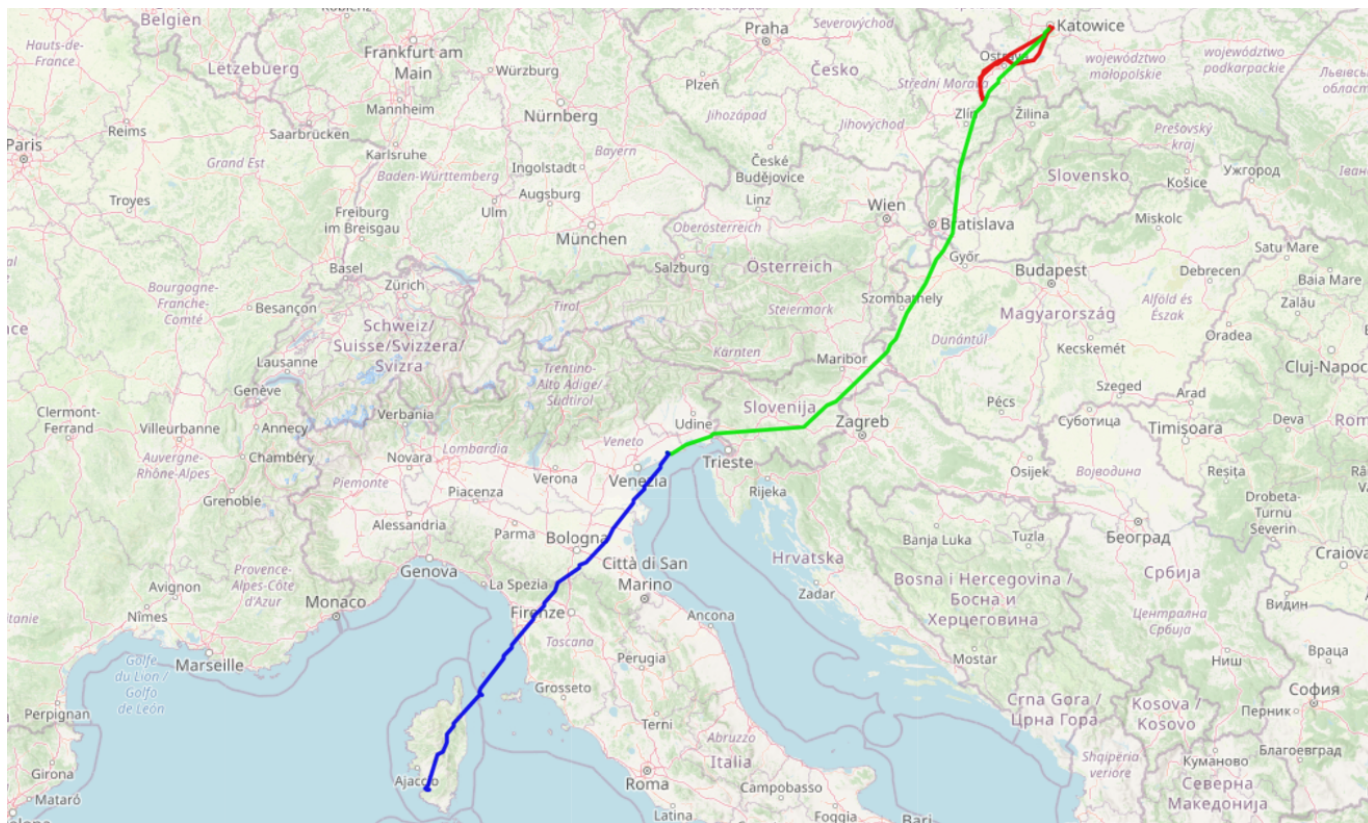 Belgien
Katowice
Hauts-de-
France
Lëtzebuerg
Frankfurt am
Main
Praha
Severovýchod
Ostrov
województwo
małopolskie
województwo
podkarpackie
Würzburg
Plzeň
Česko
Střední Morava
Mannheim
Nürnberg
Jihozápad
Jihovýchod
Zlín
Žilina
Reims
Saarbrücken
Paris
Karlsruhe
Grand Est
Baden-Württemberg
Ingolstadt
Bayern
České
Budějovice
Prešovský
kraj
Slovensko
Košice
Ужгород
Troyes
Augsburg
Linz
Freiburg
im Breisgau
Ulm
München
Oberösterreich
Wien
Bratislava
Miskolc
Satu Mare
Basel
Zürich
Salzburg
Österreich
Győr
Budapest
Debrecen
Baia Mare
Bourgogne-
Franche-
Comté
Besançon
Tirol
Steiermark
Szombathely
Magyarország
Alföld és
Észak
Zalău
Schweiz/
Suisse/Svizzera/
Svizra
Kärnten
Dunántúl
Kecskemét
Oradea
Lausanne
Maribor
Cluj-Napoc
Genève
Trentino-
Alto Adige/
Südtirol
Szeged
Arad
Clermont-
Ferrand
Villeurbanne
Annecy
Verbania
Udine
Slovenija
Zagreb
Pécs
Суботица
Timișoara
Deva
Auvergne-
Rhône-Alpes
Chambéry
Novara
Lombardia
Veneto
Verona
Venezia
Trieste
Rijeka
Osijek
Војводина
Reșița
Grenoble
Piemonte
Piacenza
Alessandria
Parma
Bologna
Banja Luka
Tuzla
Београд
Drobeta-
Turnu
Severin
Craiova
Provence-
Alpes-Côte
d'Azur
Avignon
Nîmes
Genova
La Spezia
Città di San
Marino
Hrvatska
Zadar
Bosna i Hercegovina /
Босна и
Херцеговина
Србија
Видин
Monaco
Firenze
Toscana
Ancona
Централна
Србија
Marseille
Golfe
du Lion /
Golfo
de León
Perugia
Mostar
Ниш
Враца
Perpignan
Grosseto
Terni
Crna Gora /
Црна Гора
Kosova /
Kosovo
София
Перник
Girona
Mataró
Ajaccio
Roma
Abruzzo
Italia
Campobasso
Latina
Foggia
Bari
Shqipëria
veriore
Куманово
Благоевград
Северна
Македонија